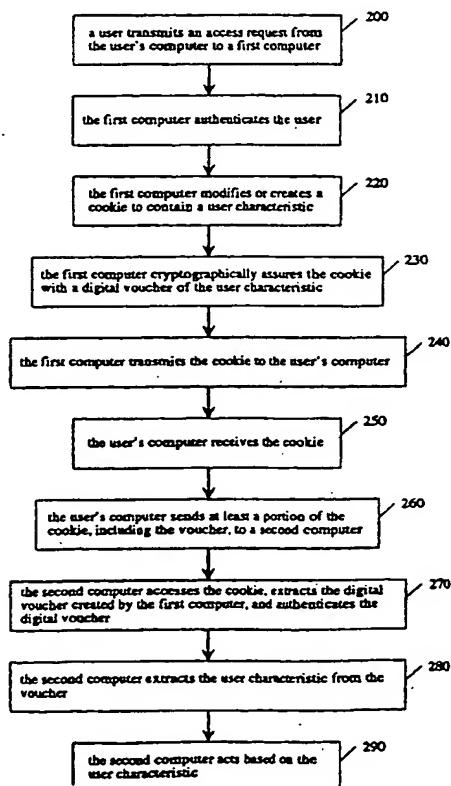 200
a user transmits an access request from
the user's computer to a first computer
210
the first computer authenticates the user
220
the first computer modifies or creates a
cookie to contain a user characteristic
230
the first computer cryptographically assures the cookie
with a digital voucher of the user characteristic
240
the first computer transmits the cookie to the user's computer
250
the user's computer receives the cookie
260
the user's computer sends at least a portion of the
cookie, including the voucher, to a second computer
270
the second computer accesses the cookie, extracts the digital
voucher created by the first computer, and authenticates the
digital voucher
280
the second computer extracts the user characteristic from the
voucher
290
the second computer acts based on the
user characteristic